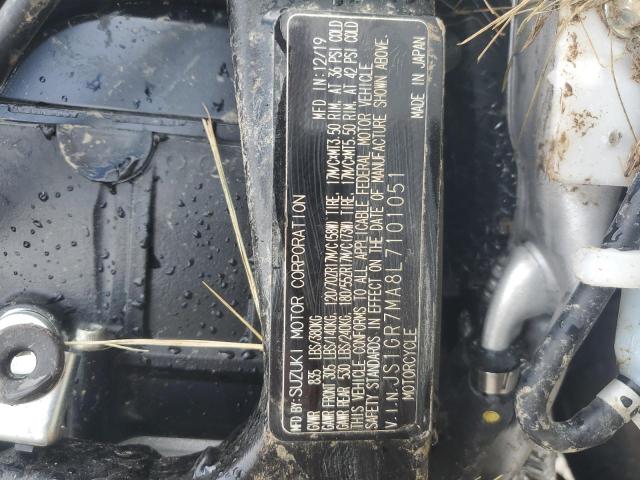 MFD BY:SUZUKI MOTOR CORPORATION MFD IN:12/19
GVWR 835 LBS/380KG
GAWR FRONT 305 LBS/140KG. 120/70ZR17M/C(58W) TIRE 17M/CXMT3.50 RIM, AT 36 PSI COLD
GAWR REAR 530 LBS/240KG. 180/55ZR17M/C(73W) TIRE 17M/CXMT5.50 RIM, AT 42 PSI COLD
THIS VEHICLE CONFORMS TO ALL APPLICABLE FEDERAL MOTOR VEHICLE
SAFETY STANDARDS IN EFFECT ON THE DATE OF MANUFACTURE SHOWN ABOVE.
V.I.N.JS1GR7MA8L7101051
MOTORCYCLE MADE IN JAPAN